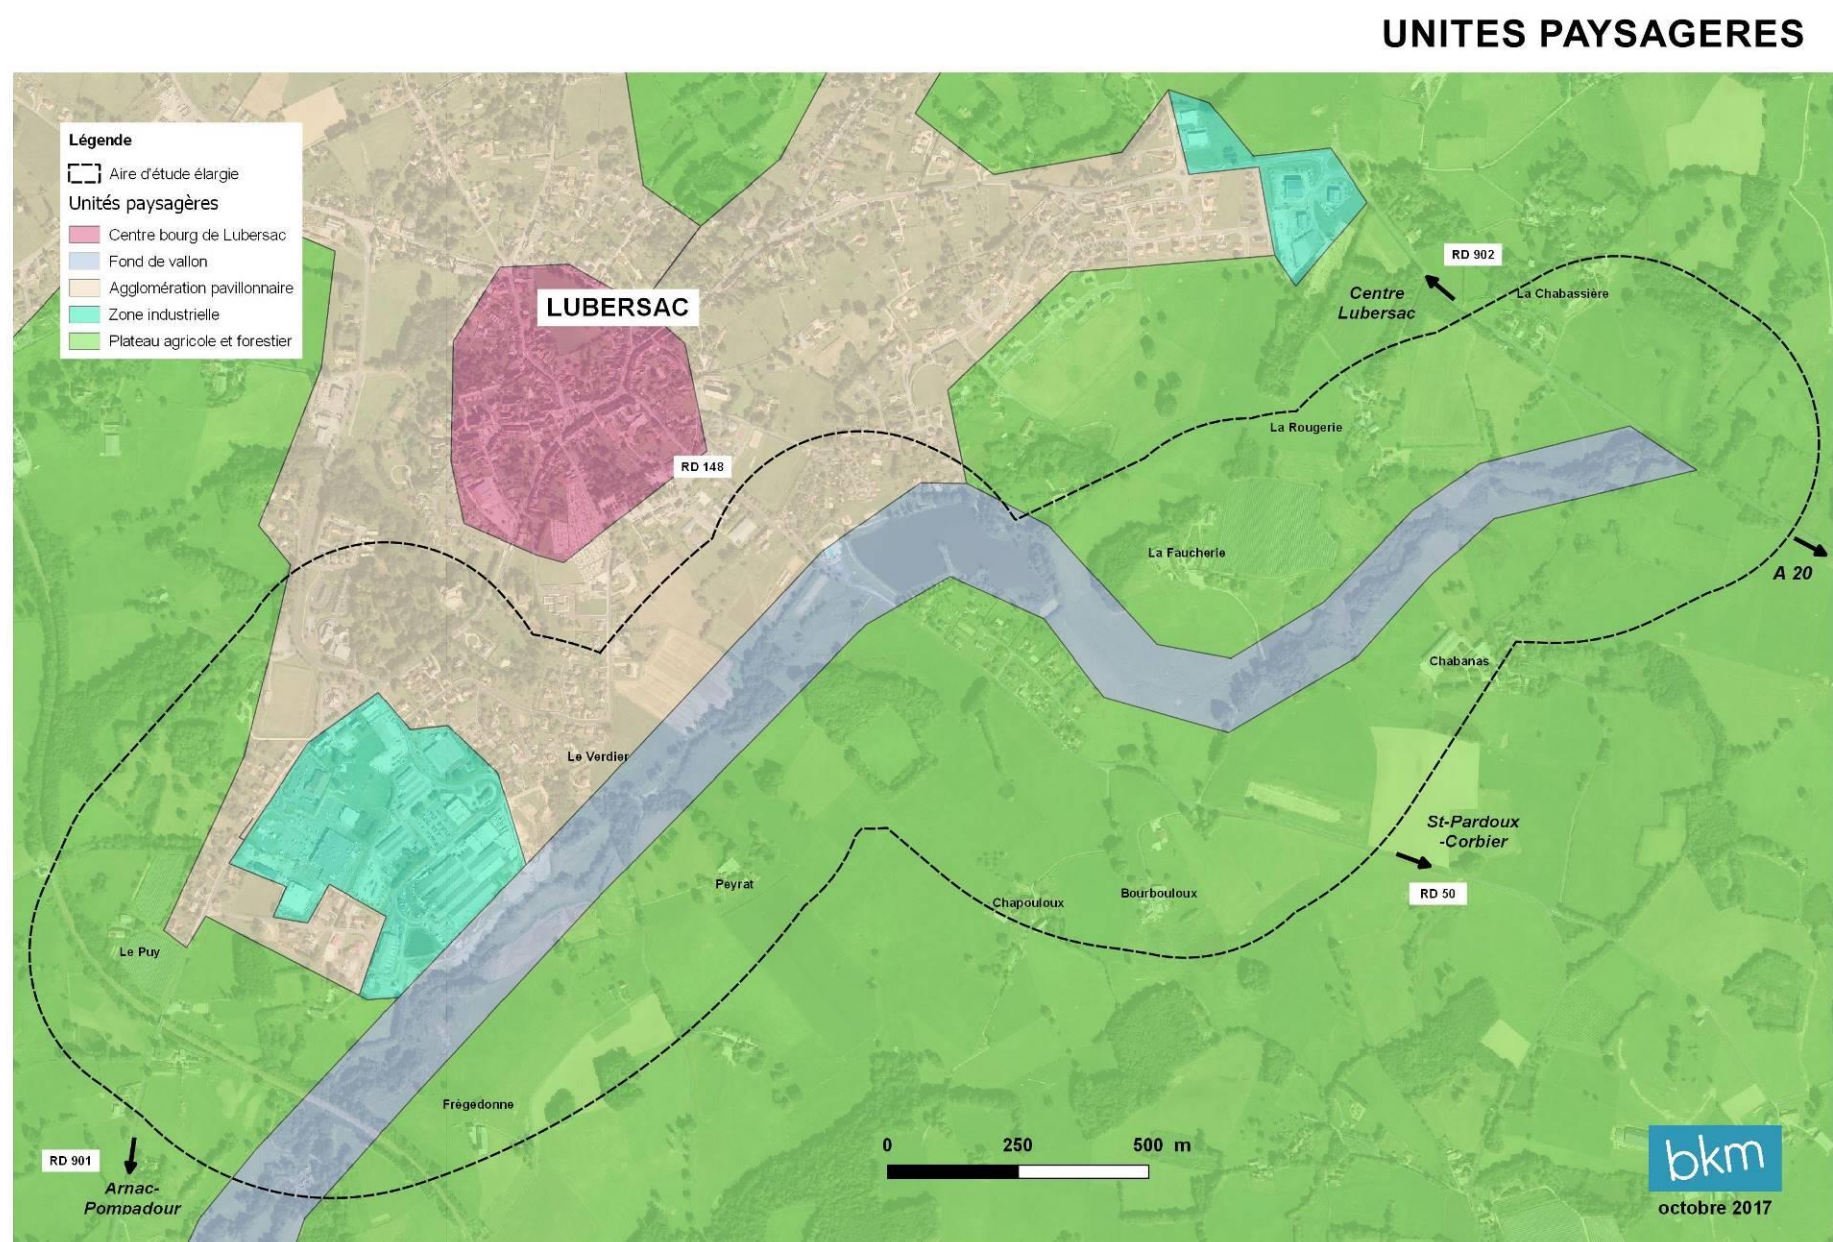 UNITES PAYSAGERES
Légende
Aire d'étude élargie
Unités paysagères
Centre bourg de Lubersac
Fond de vallon
Agglomération pavillonnaire
Zone industrielle
Plateau agricole et forestier
LUBERSAC
RD 902
Centre
Lubersac
La Chabassière
La Rougerie
RD 148
La Faucherie
A 20
Chabanas
Le Verdier
St-Pardoux
-Corbier
Peyrat
Chapouloux
Bourbouloux
RD 50
Le Puy
Frégedonne
RD 901
Arnac-
Pompadour
0 250 500 m
bkm
octobre 2017